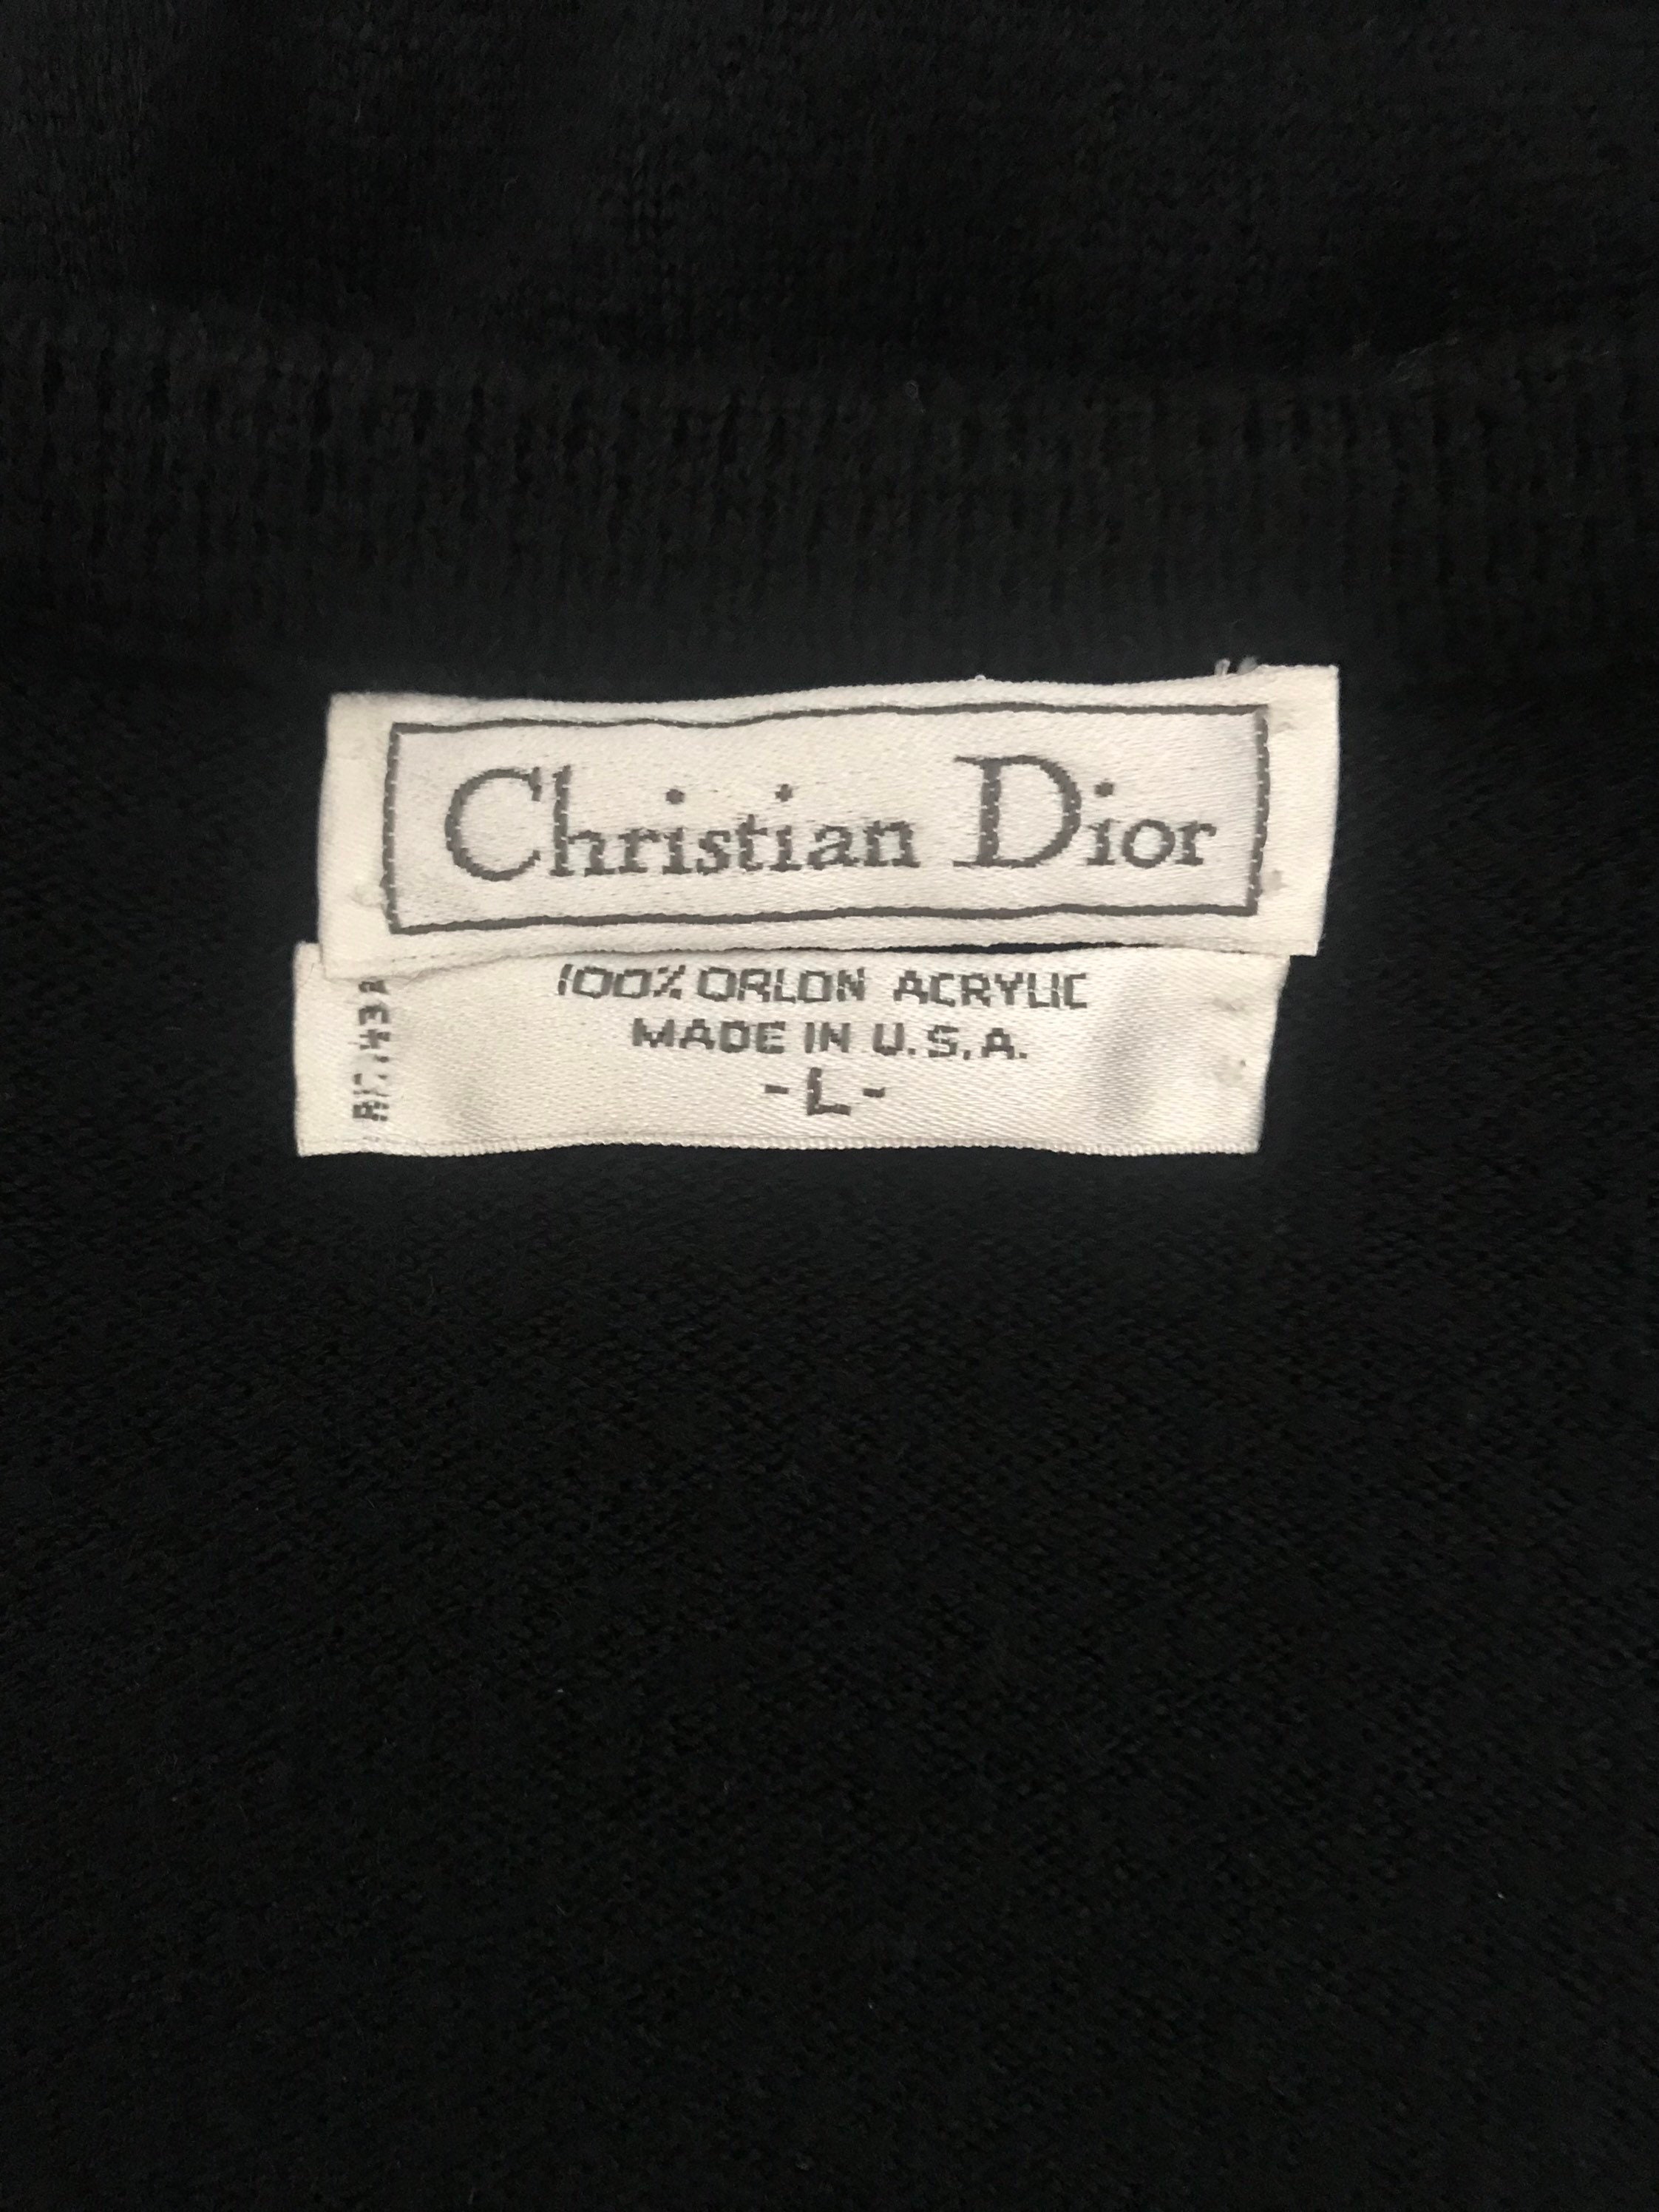 Christian Dior
100% ORLON ACRYLIC
MADE IN U.S.A.
-L-